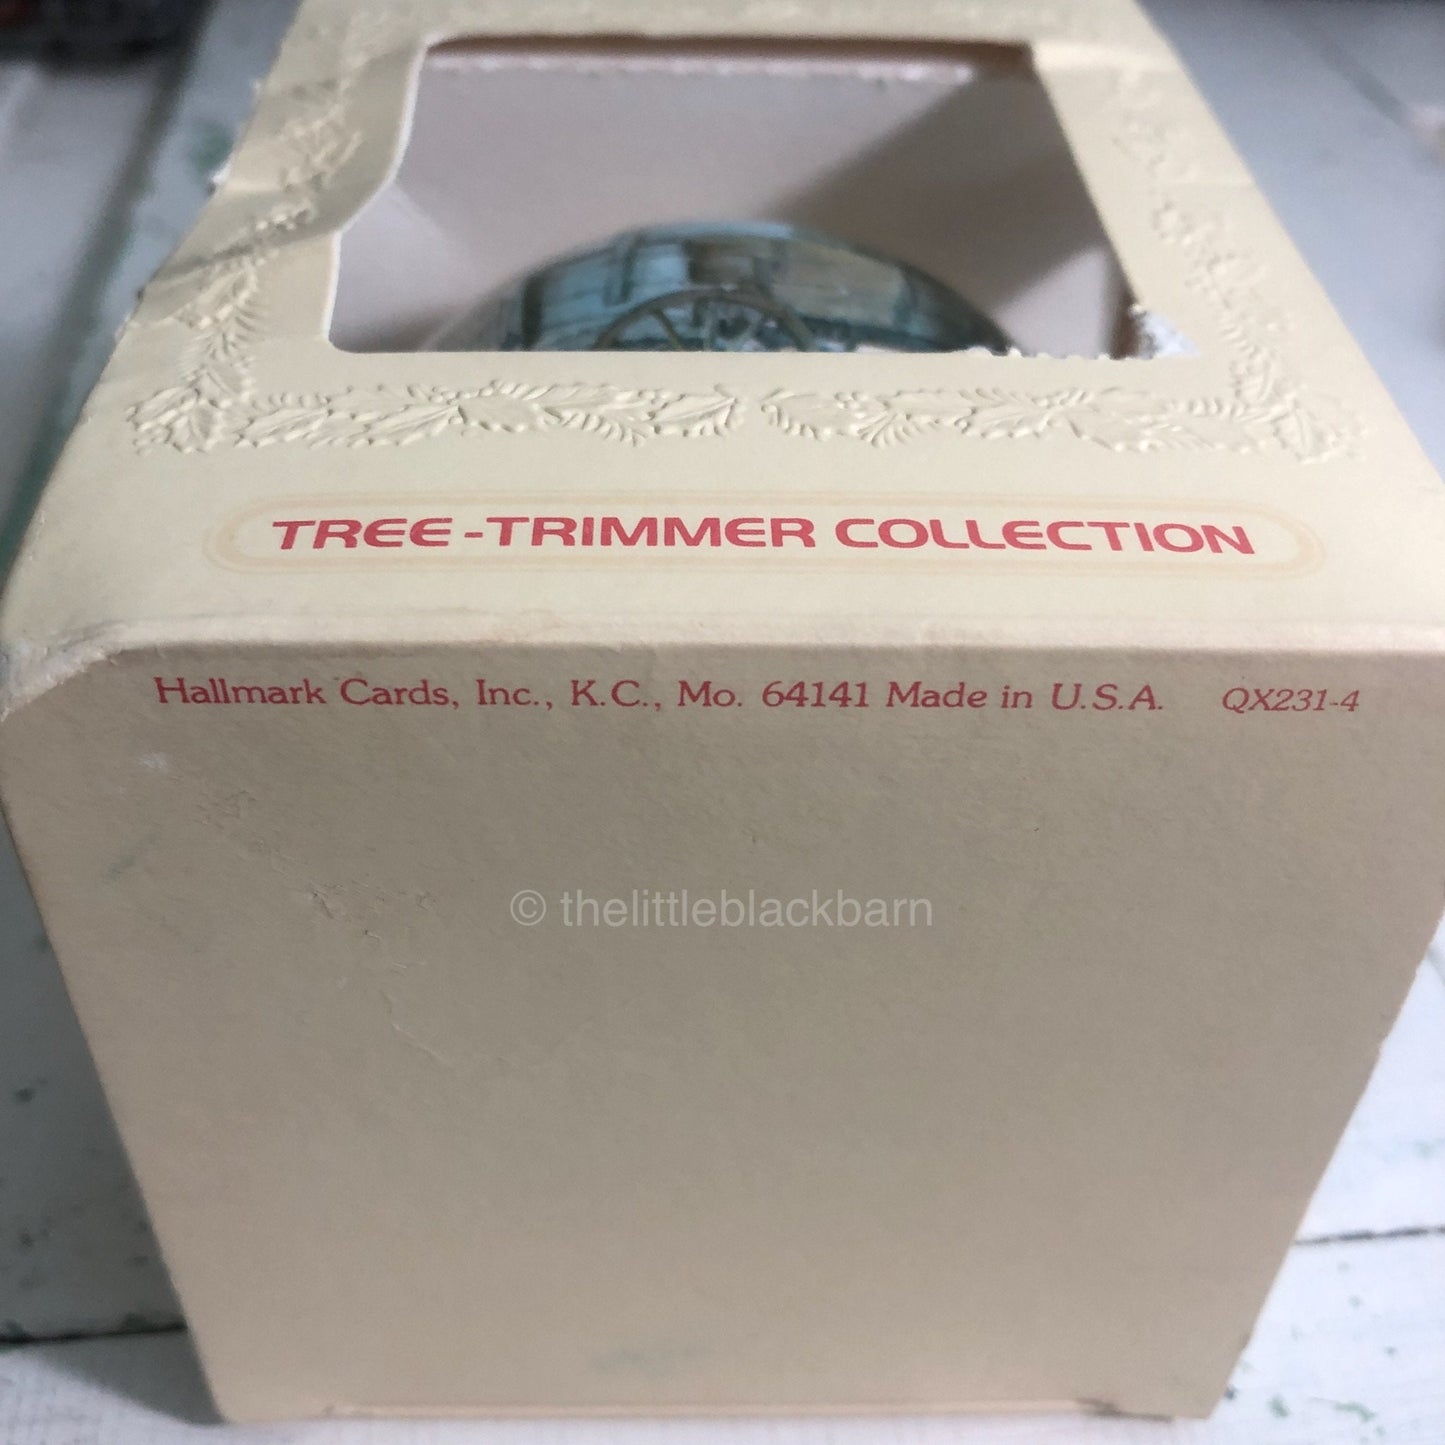 TREE-TRIMMER COLLECTION
Hallmark Cards, Inc., K.C., Mo. 64141 Made in U.S.A. QX231-4
© thelittleblackbarn